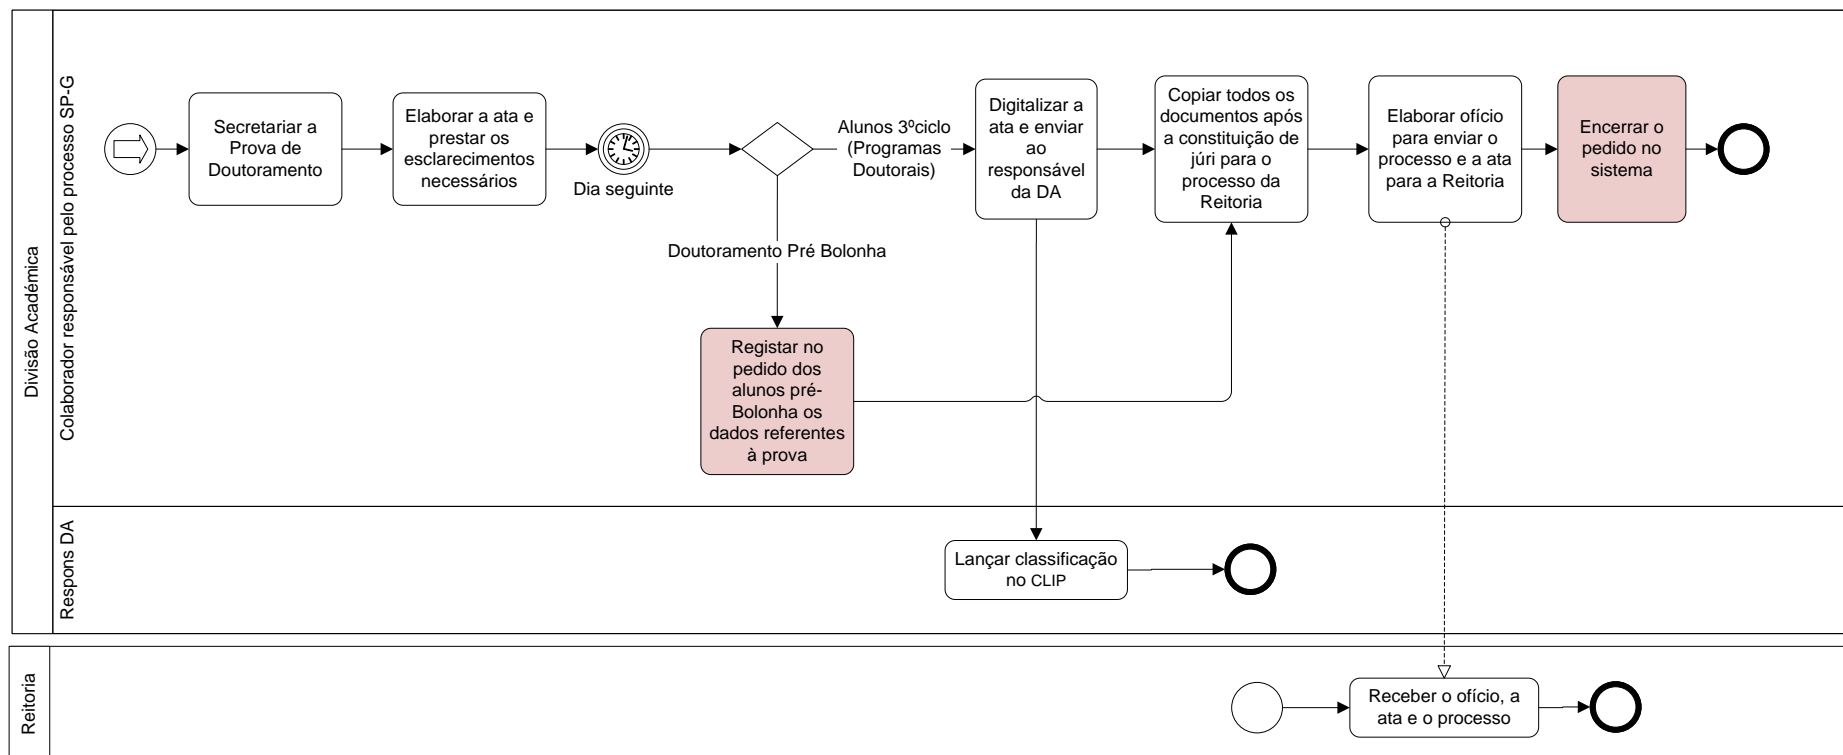 Divisão Académica
Colaborador responsável pelo processo SP-G
Secretariar a
Prova de
Doutoramento
Elaborar a ata e
prestar os
esclarecimentos
necessários
Dia seguinte
Alunos 3ºciclo
(Programas
Doutorais)
Doutoramento Pré Bolonha
Registar no
pedido dos
alunos pré-
Bolonha os
dados referentes
à prova
Digitalizar a
ata e enviar
ao
responsável
da DA
Copiar todos os
documentos após
a constituição de
júri para o
processo da
Reitoria
Elaborar ofício
para enviar o
processo e a ata
para a Reitoria
Encerrar o
pedido no
sistema
Respons DA
Lançar classificação
no CLIP
Reitoria
Receber o ofício, a
ata e o processo